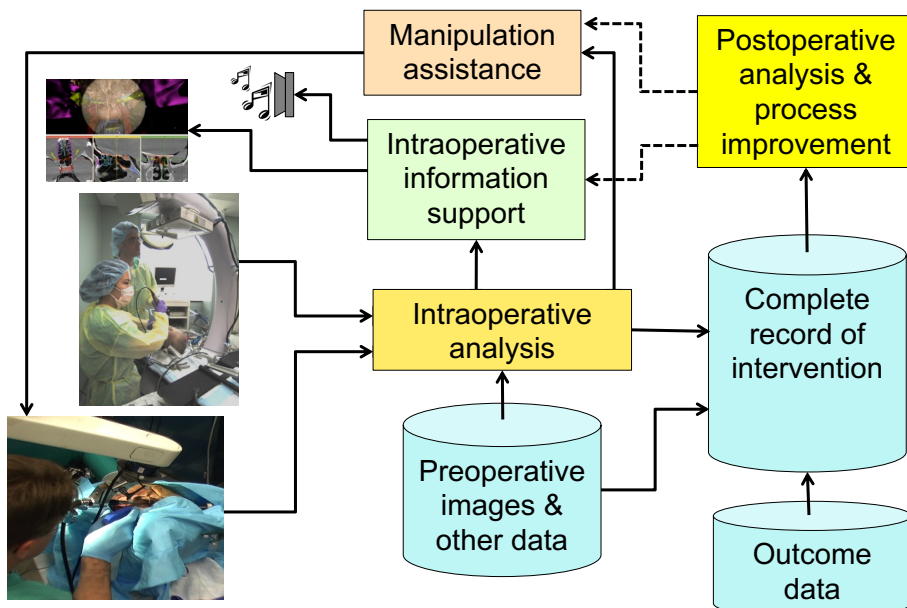 Manipulation
assistance
Postoperative
analysis &
process
improvement
Intraoperative
information
support
Intraoperative
analysis
Complete
record of
intervention
Preoperative
images &
other data
Outcome
data